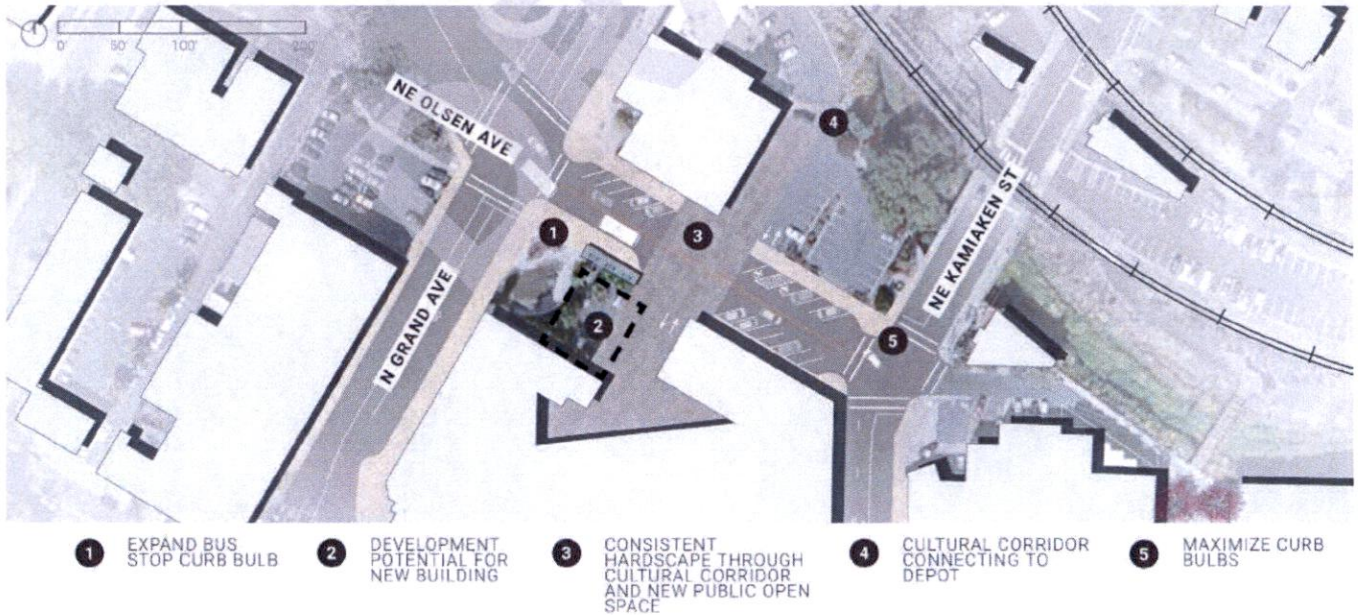 0' 50' 100' 200'
NE OLSEN AVE
4
NE KAMIAKEN ST
1
3
2
N GRAND AVE
5
1 EXPAND BUS
STOP CURB BULB
2 DEVELOPMENT
POTENTIAL FOR
NEW BUILDING
3 CONSISTENT
HARDSCAPE THROUGH
CULTURAL CORRIDOR
AND NEW PUBLIC OPEN
SPACE
4 CULTURAL CORRIDOR
CONNECTING TO
DEPOT
5 MAXIMIZE CURB
BULBS